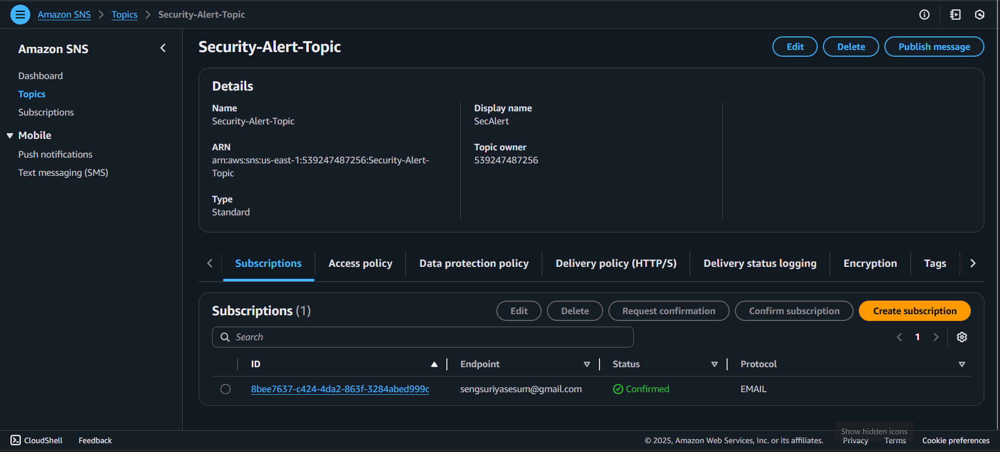 Amazon SNS
Topics
Security-Alert-Topic
Amazon SNS
Dashboard
Topics
Subscriptions
Mobile
Push notifications
Text messaging (SMS)
Security-Alert-Topic
Edit
Delete
Publish message
Details
Name
Security-Alert-Topic
ARN
arn:aws:sns:us-east-1:539247487256:Security-Alert-
Topic
Type
Standard
Display name
SecAlert
Topic owner
539247487256
Subscriptions
Access policy
Data protection policy
Delivery policy (HTTP/S)
Delivery status logging
Encryption
Tags
Subscriptions (1)
Edit
Delete
Request confirmation
Confirm subscription
Create subscription
Search
1
ID
Endpoint
Status
Protocol
8bee7637-c424-4da2-863f-3284abed999c
sengsuriyasesum@gmail.com
Confirmed
EMAIL
CloudShell
Feedback
© 2025, Amazon Web Services, Inc. or its affiliates.
Show hidden icons
Privacy
Terms
Cookie preferences